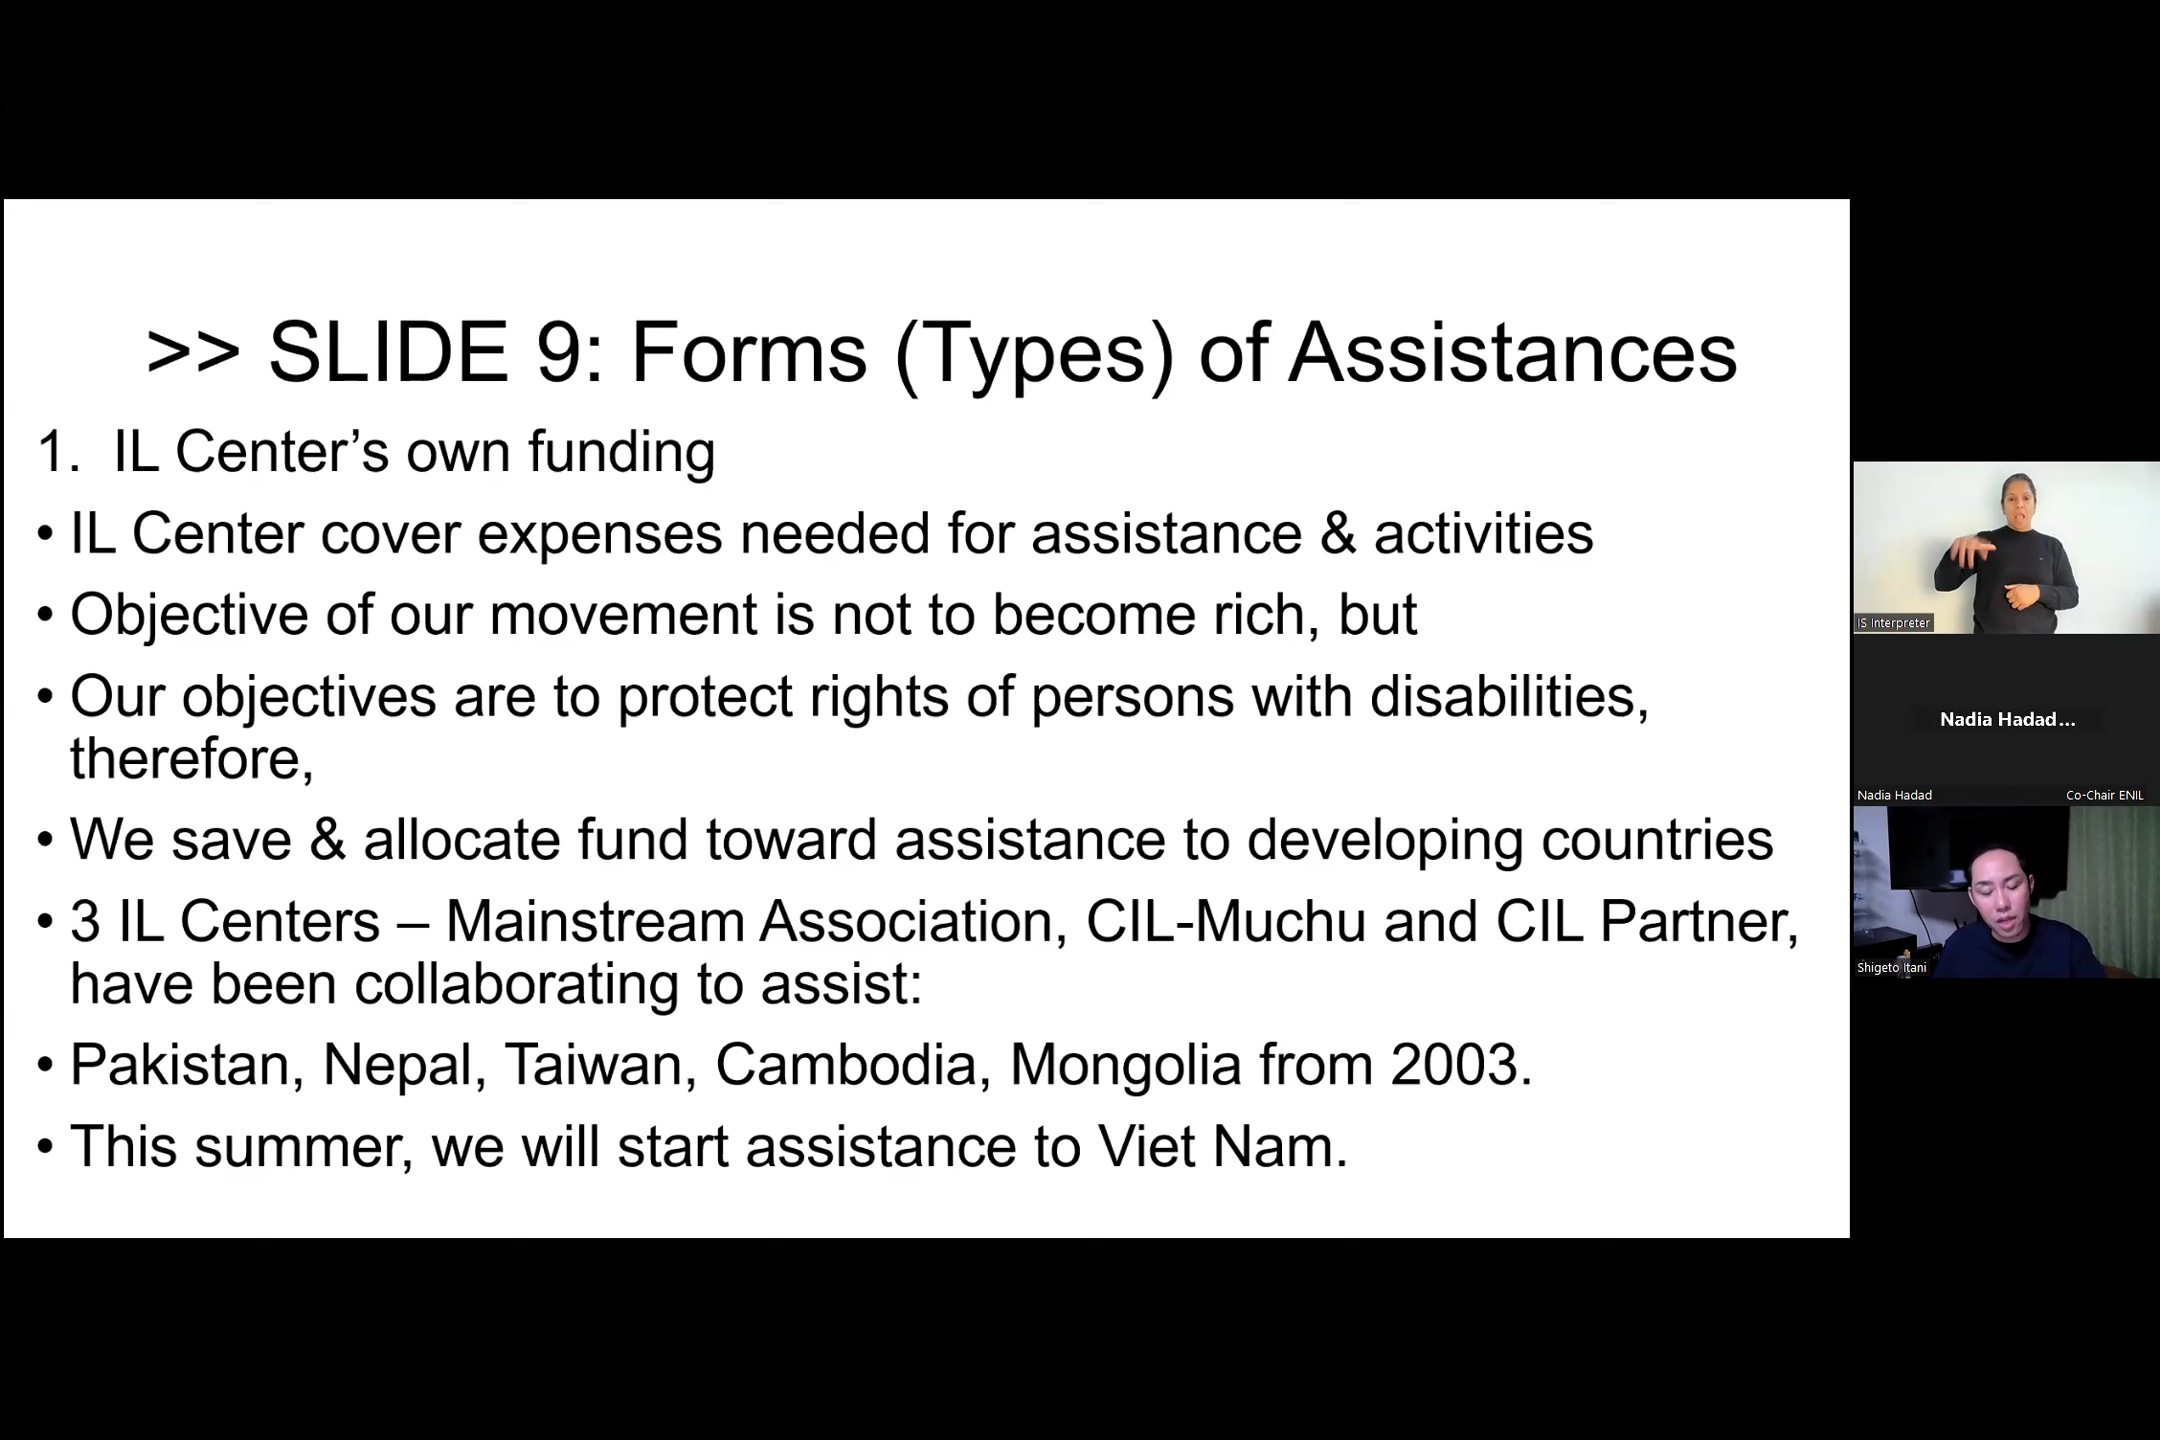 >> SLIDE 9: Forms (Types) of Assistances
1. IL Center’s own funding
• IL Center cover expenses needed for assistance & activities
• Objective of our movement is not to become rich, but
• Our objectives are to protect rights of persons with disabilities,
therefore,
• We save & allocate fund toward assistance to developing countries
• 3 IL Centers – Mainstream Association, CIL-Muchu and CIL Partner,
have been collaborating to assist:
• Pakistan, Nepal, Taiwan, Cambodia, Mongolia from 2003.
• This summer, we will start assistance to Viet Nam.
IS Interpreter
Nadia Hadad...
Nadia Hadad Co-Chair ENIL
Shigeto Itani